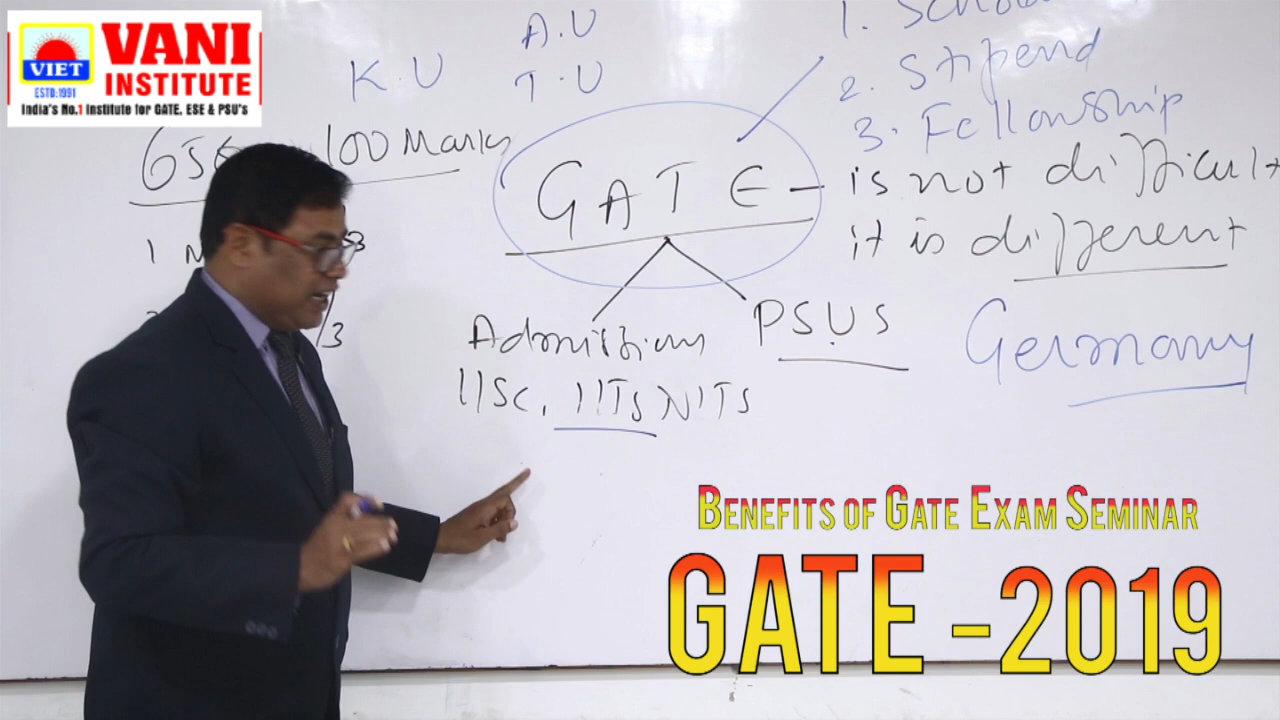 VIET
ESTD:1991
VANI
INSTITUTE
India's No.1 Institute for GATE, ESE & PSU's
K.U
A.U
T.U
1.
2. Stipend
3. Fellowship
100 Marks
GATE - is not difficult
it is different
Admissions
PSUs
Germany
IISc, IITs NITs
BENEFITS OF GATE EXAM SEMINAR
GATE -2019